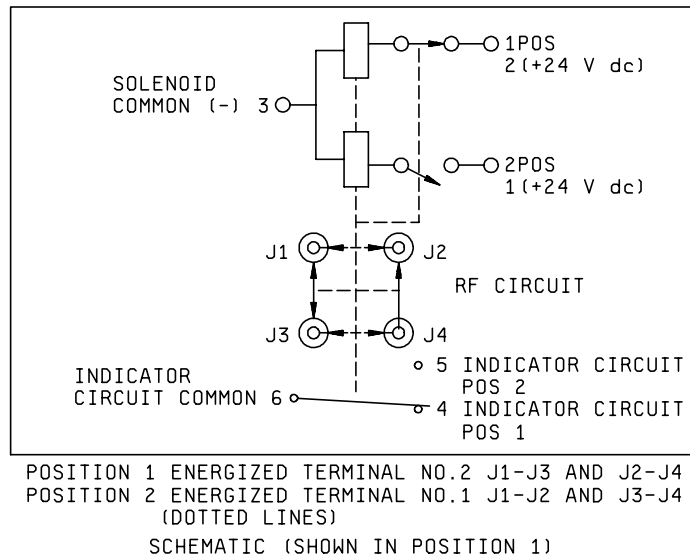 1POS
2(+24 V dc)
SOLENOID
COMMON (-) 3
2POS
1(+24 V dc)
J1
J2
RF CIRCUIT
J3
J4
5 INDICATOR CIRCUIT
POS 2
INDICATOR
CIRCUIT COMMON 6
4 INDICATOR CIRCUIT
POS 1
POSITION 1 ENERGIZED TERMINAL NO.2 J1-J3 AND J2-J4
POSITION 2 ENERGIZED TERMINAL NO.1 J1-J2 AND J3-J4
(DOTTED LINES)
SCHEMATIC (SHOWN IN POSITION 1)